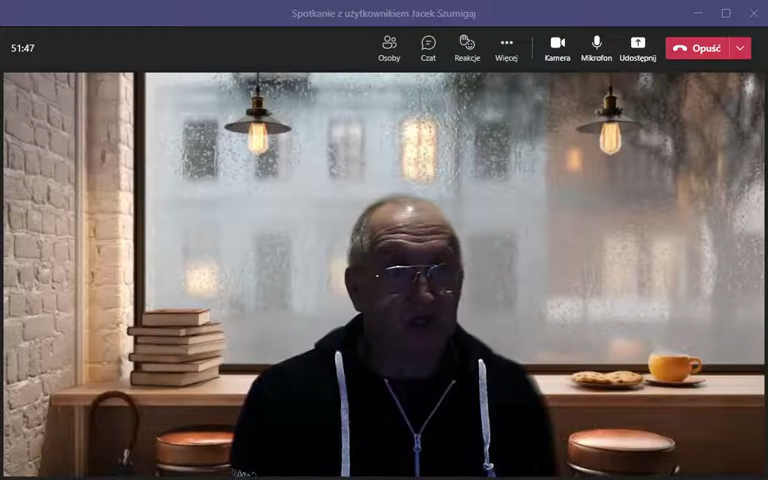 Spotkanie z użytkownikiem Jacek Szumigaj
51:47
Osoby
Czat
Reakcje
Więcej
Kamera
Mikrofon
Udostępnij
Opuść